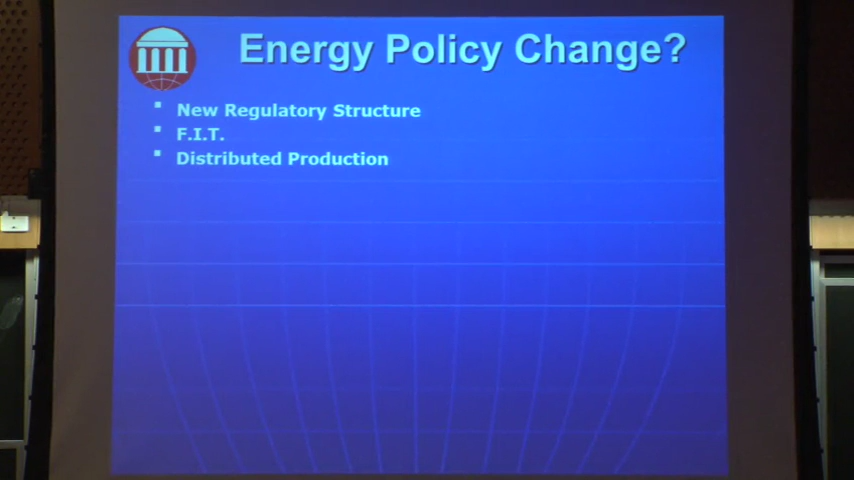 Energy Policy Change?
New Regulatory Structure
F.I.T.
Distributed Production